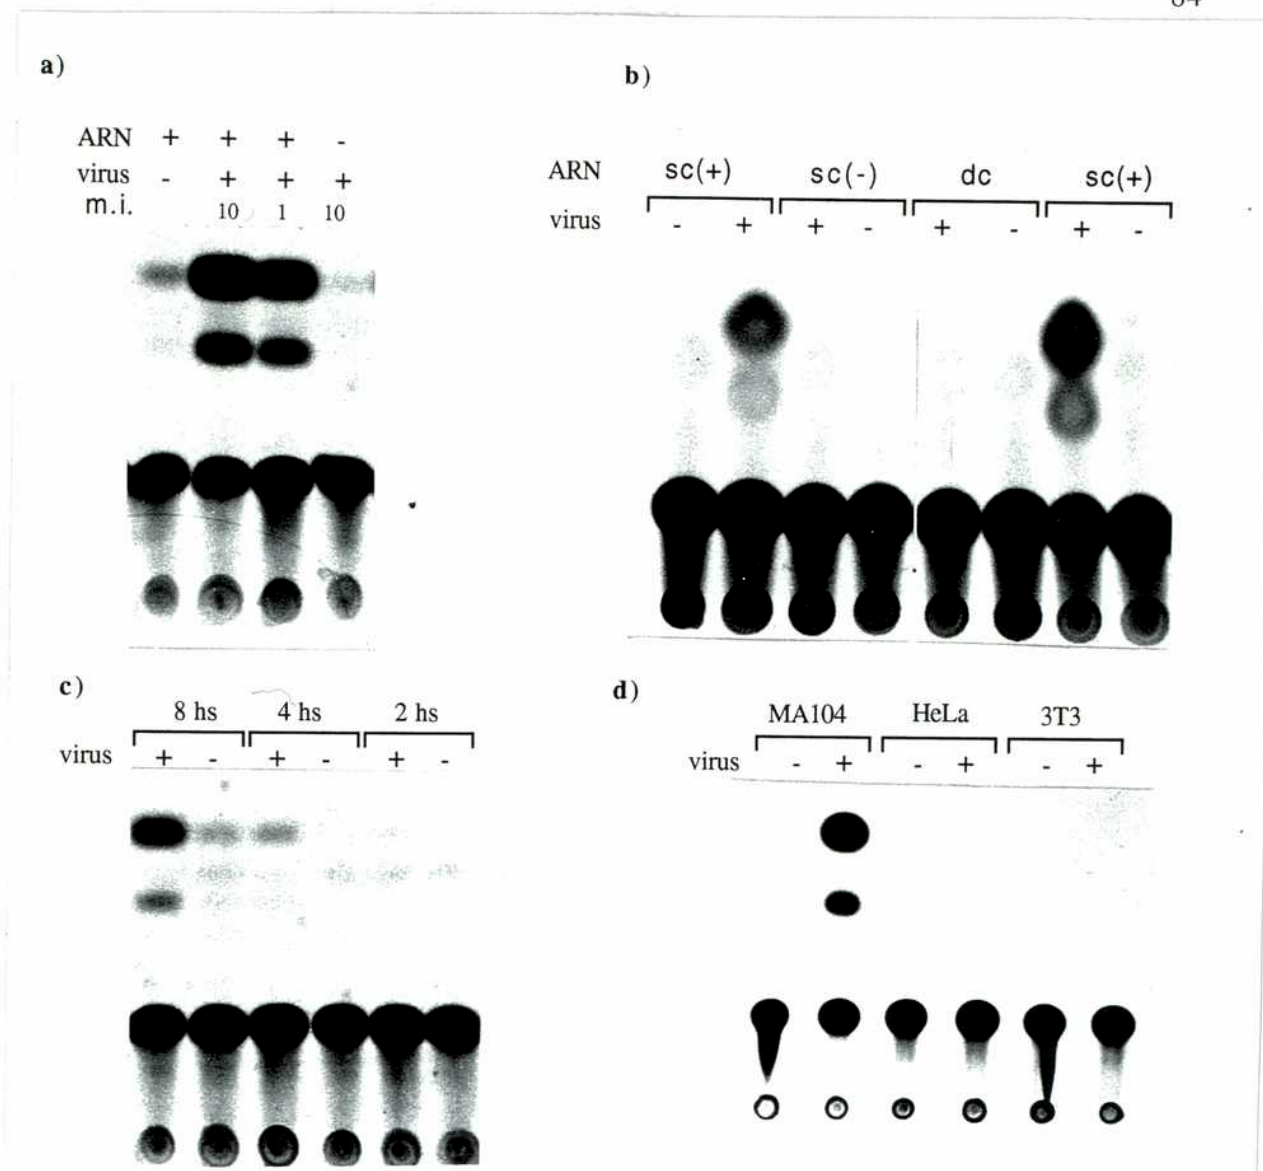 a)
ARN + + + -
virus - + + +
m.i. 10 1 10
b)
ARN sc(+) sc(-) dc sc(+)
virus - + + - + - + -
c)
8 hs 4 hs 2 hs
virus + - + - + -
d)
MA104 HeLa 3T3
virus - + - + - +